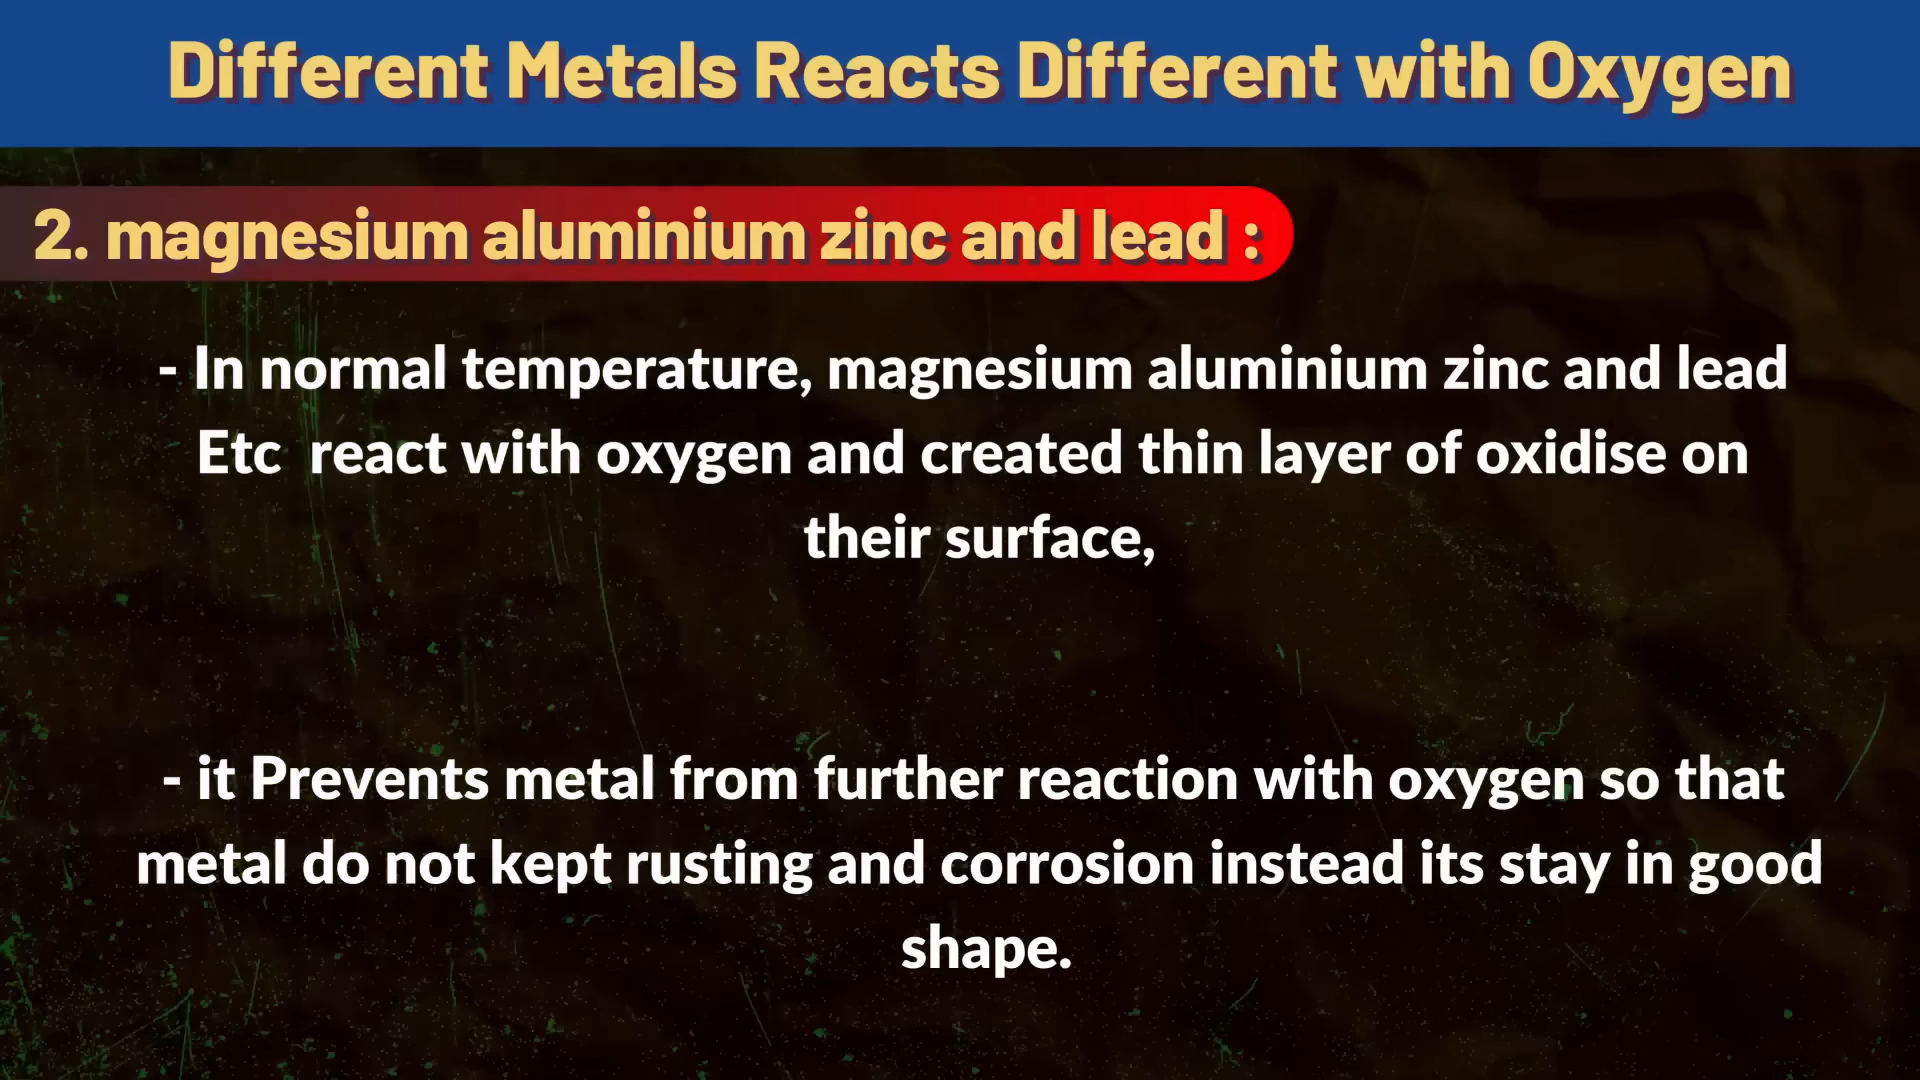 Different Metals Reacts Different with Oxygen
2. magnesium aluminium zinc and lead :
- In normal temperature, magnesium aluminium zinc and lead
Etc  react with oxygen and created thin layer of oxidise on
their surface,
- it Prevents metal from further reaction with oxygen so that
metal do not kept rusting and corrosion instead its stay in good
shape.